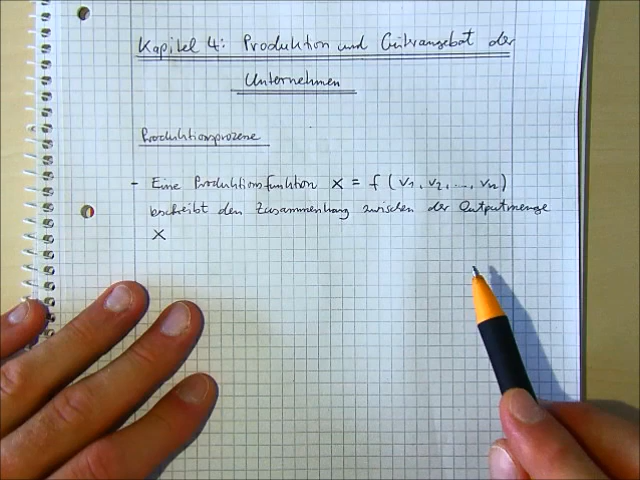 Kapitel 4: Produktion und Güterangebot der
Unternehmen
Produktionsprozesse
- Eine Produktionsfunktion x = f (v1, v2, ..., vn)
beschreibt den Zusammenhang zwischen der Outputmenge
x